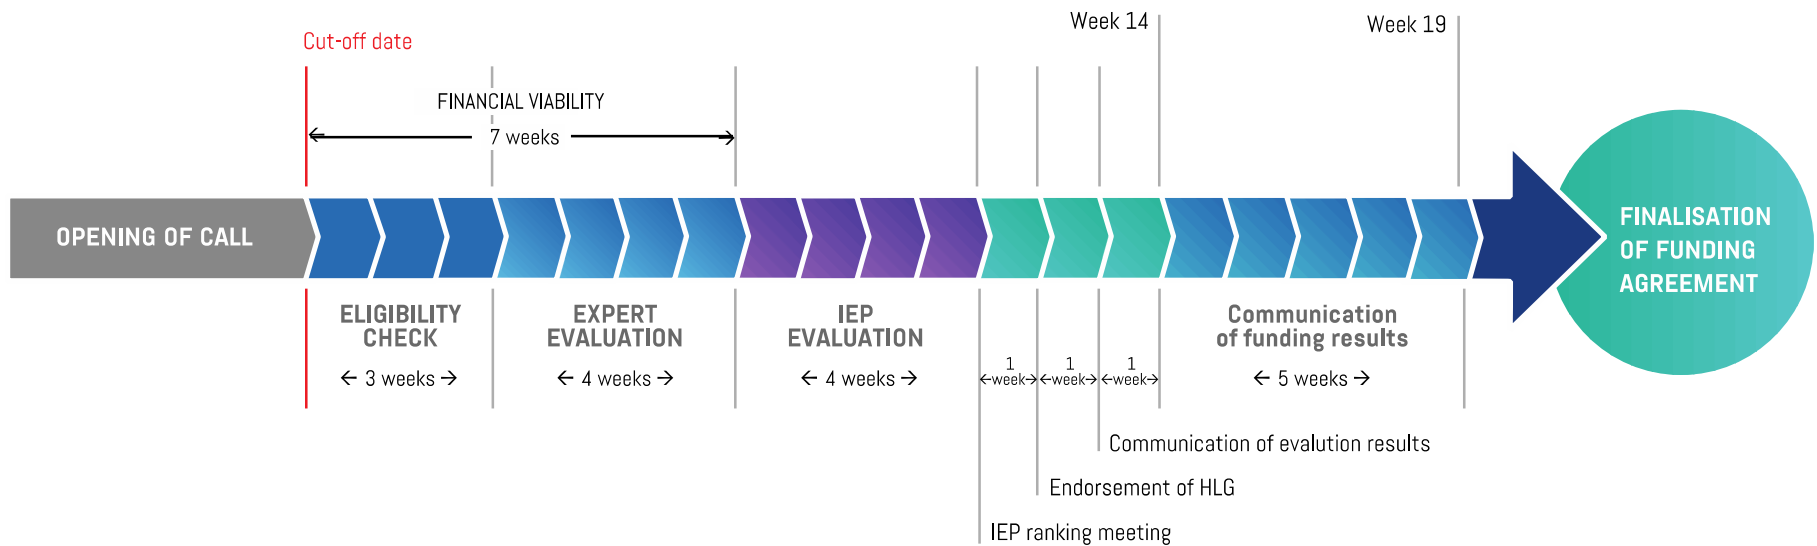 Week 14
Week 19
Cut-off date
FINANCIAL VIABILITY
← 7 weeks →
OPENING OF CALL
FINALISATION
OF FUNDING
AGREEMENT
ELIGIBILITY
CHECK
← 3 weeks →
EXPERT
EVALUATION
← 4 weeks →
IEP
EVALUATION
← 4 weeks →
1
←week→
1
←week→
1
←week→
Communication
of funding results
← 5 weeks →
Communication of evalution results
Endorsement of HLG
IEP ranking meeting